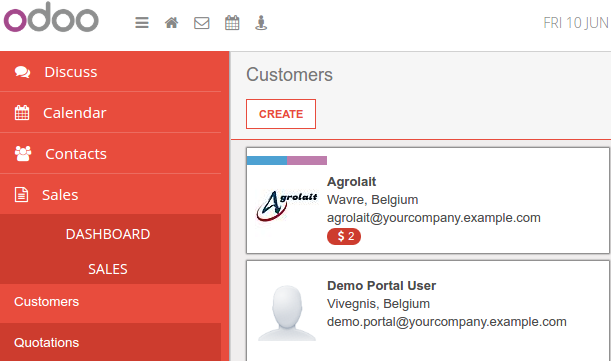 odoo
FRI 10 JUN
Discuss
Calendar
Contacts
Sales
DASHBOARD
SALES
Customers
Quotations
Customers
CREATE
Agrolait
Agrolait
Wavre, Belgium
agrolait@yourcompany.example.com
$ 2
Demo Portal User
Vivegnis, Belgium
demo.portal@yourcompany.example.com